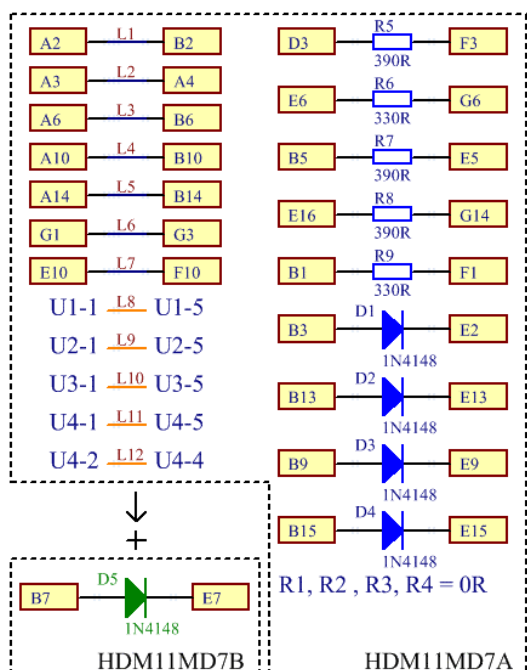 A2 L1 B2
A3 L2 A4
A6 L3 B6
A10 L4 B10
A14 L5 B14
G1 L6 G3
E10 L7 F10
U1-1 L8 U1-5
U2-1 L9 U2-5
U3-1 L10 U3-5
U4-1 L11 U4-5
U4-2 L12 U4-4
+
D5
B7 E7
1N4148
HDM11MD7B
R5
D3 F3
390R
R6
E6 G6
330R
R7
B5 E5
390R
R8
E16 G14
390R
R9
B1 F1
330R
D1
B3 E2
1N4148
D2
B13 E13
1N4148
D3
B9 E9
1N4148
D4
B15 E15
1N4148
R1, R2 , R3, R4 = 0R
HDM11MD7A